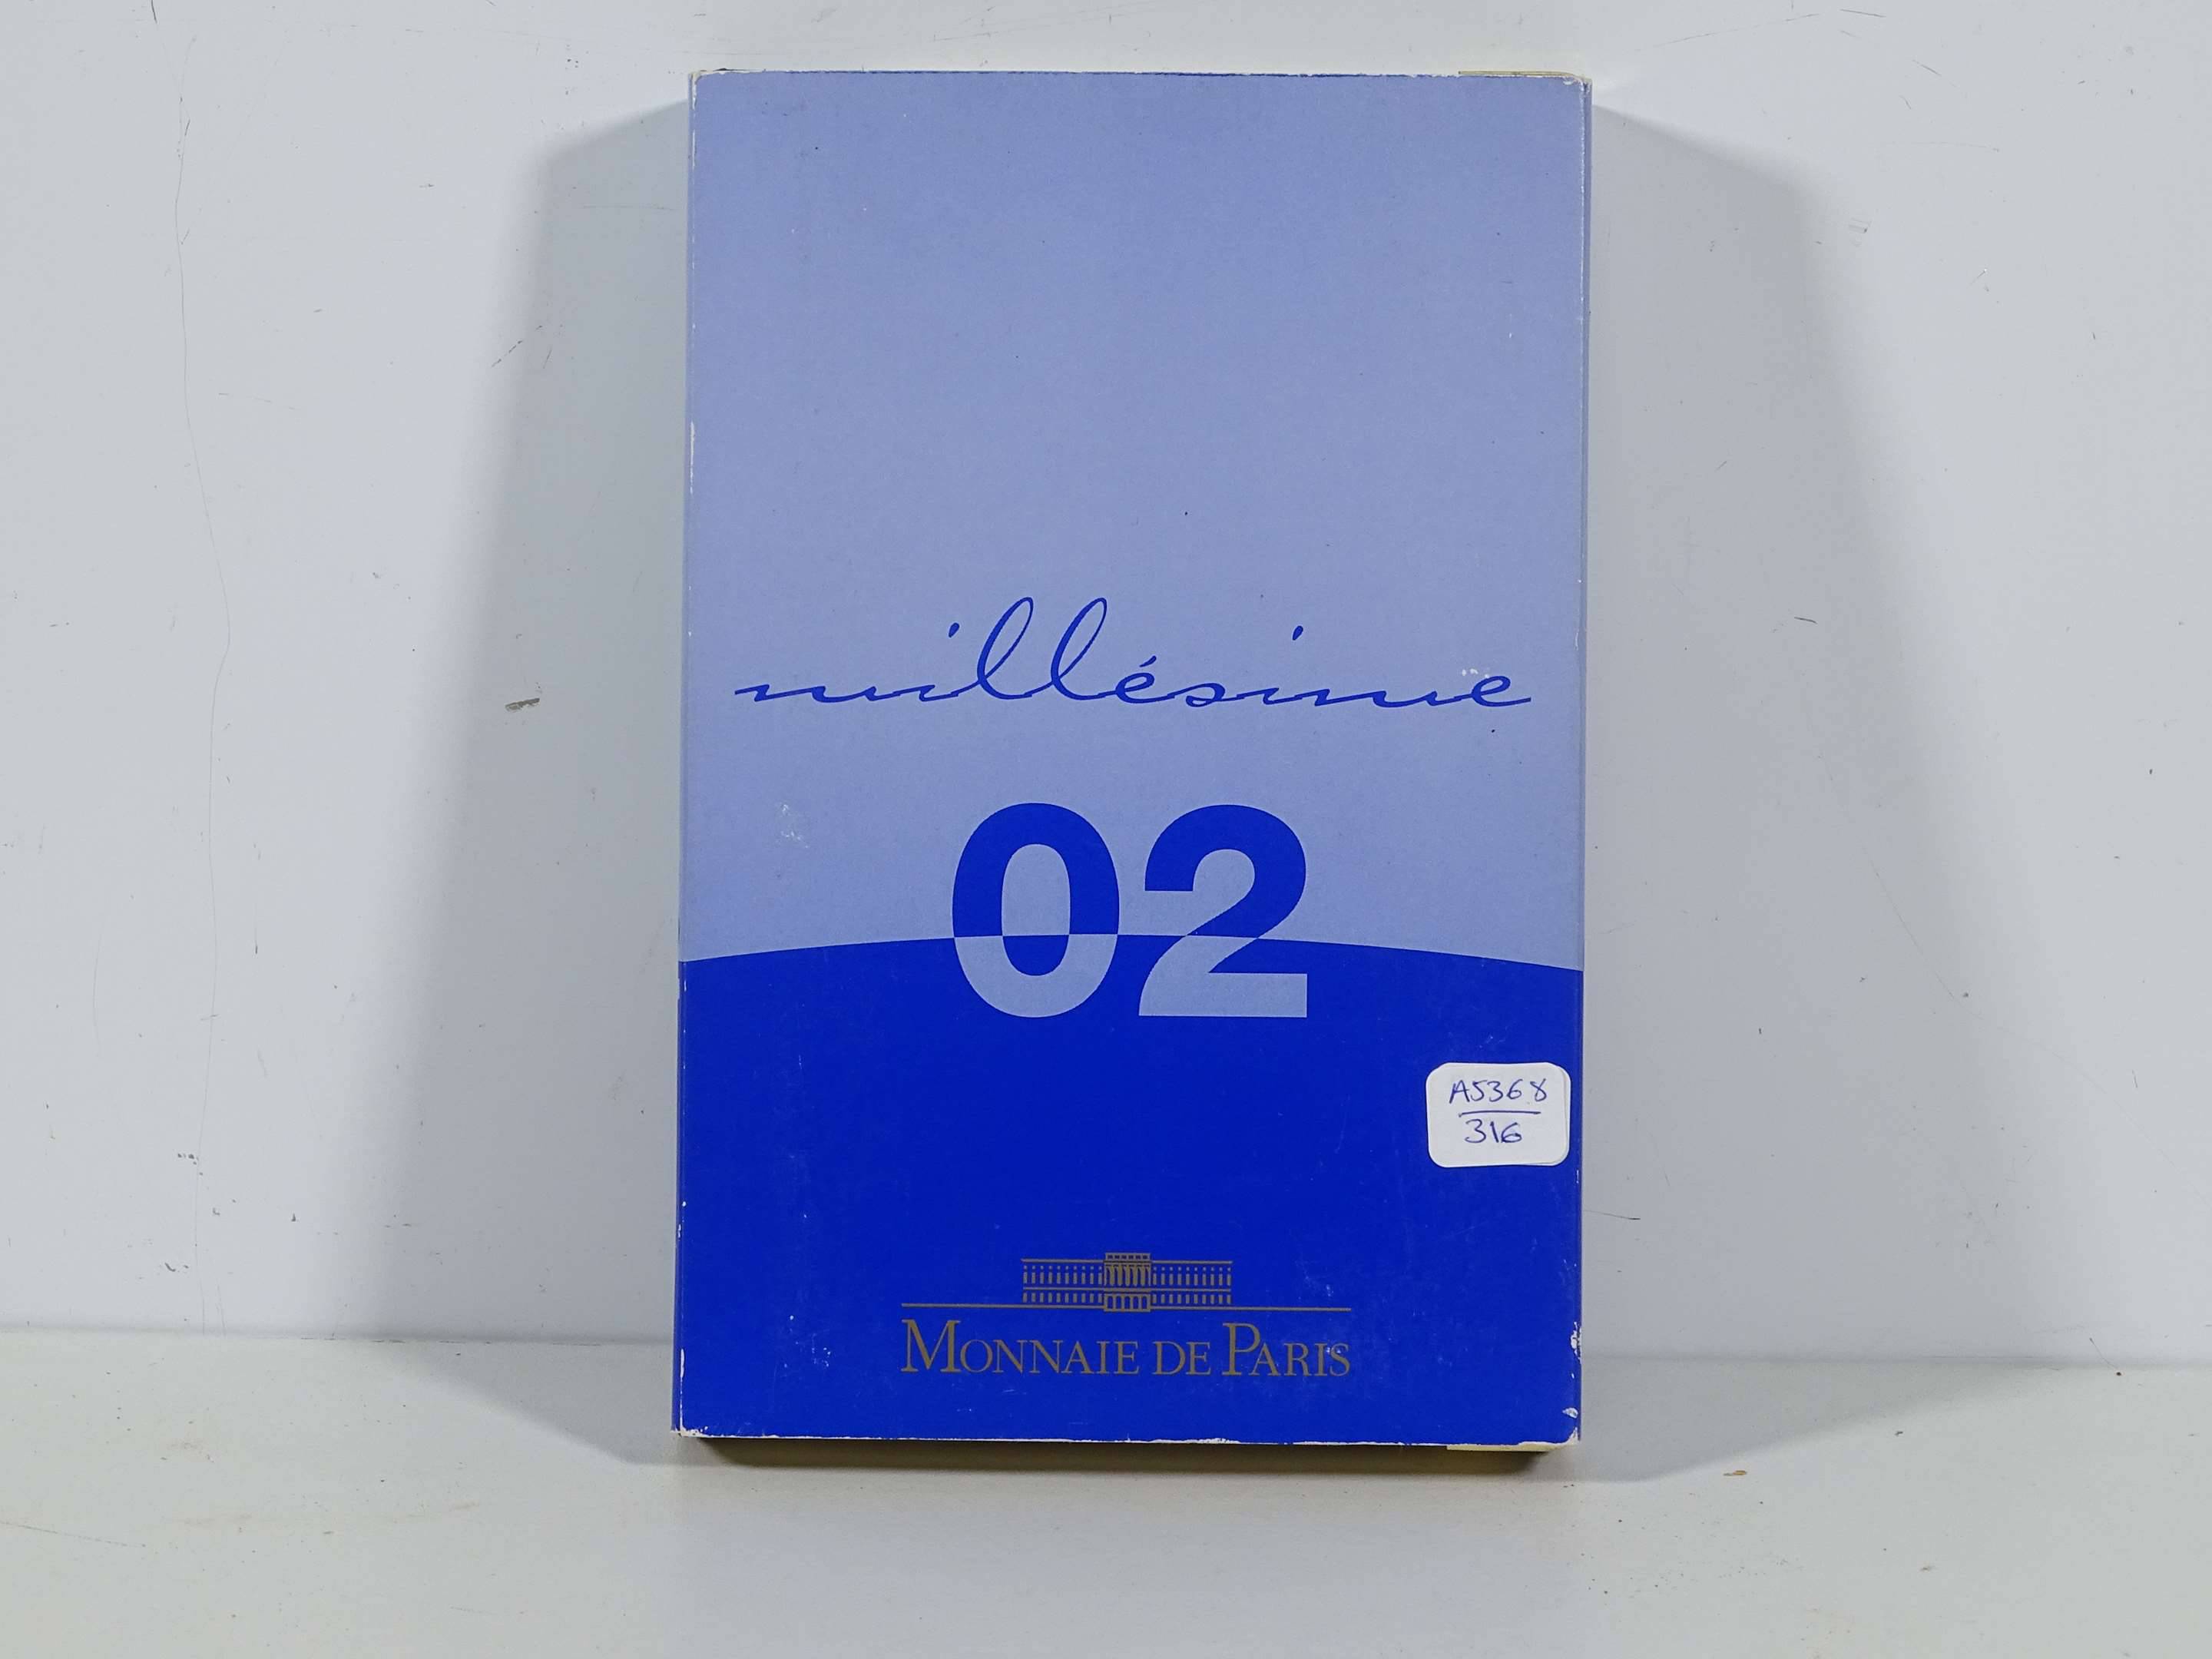 millésime
02
A5368
316
MONNAIE DE PARIS